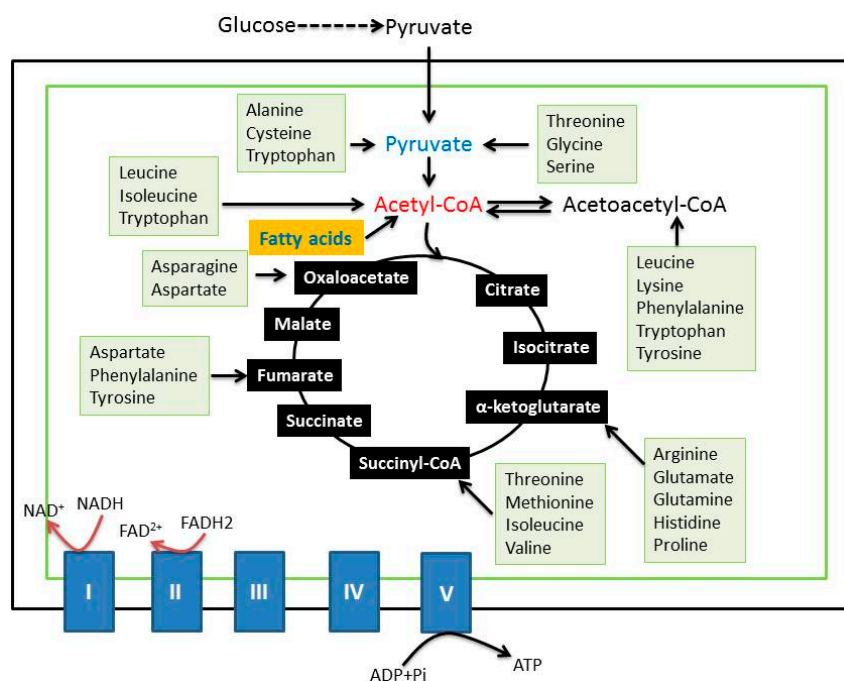 Glucose
Pyruvate
Alanine
Cysteine
Tryptophan
Pyruvate
Threonine
Glycine
Serine
Leucine
Isoleucine
Tryptophan
Acetyl-CoA
Acetoacetyl-CoA
Fatty acids
Asparagine
Aspartate
Oxaloacetate
Citrate
Leucine
Lysine
Phenylalanine
Tryptophan
Tyrosine
Malate
Isocitrate
Aspartate
Phenylalanine
Tyrosine
Fumarate
α-ketoglutarate
Succinate
Succinyl-CoA
Arginine
Glutamate
Glutamine
Histidine
Proline
Threonine
Methionine
Isoleucine
Valine
NAD⁺
NADH
FAD²⁺
FADH2
I
II
III
IV
V
ADP+Pi
ATP